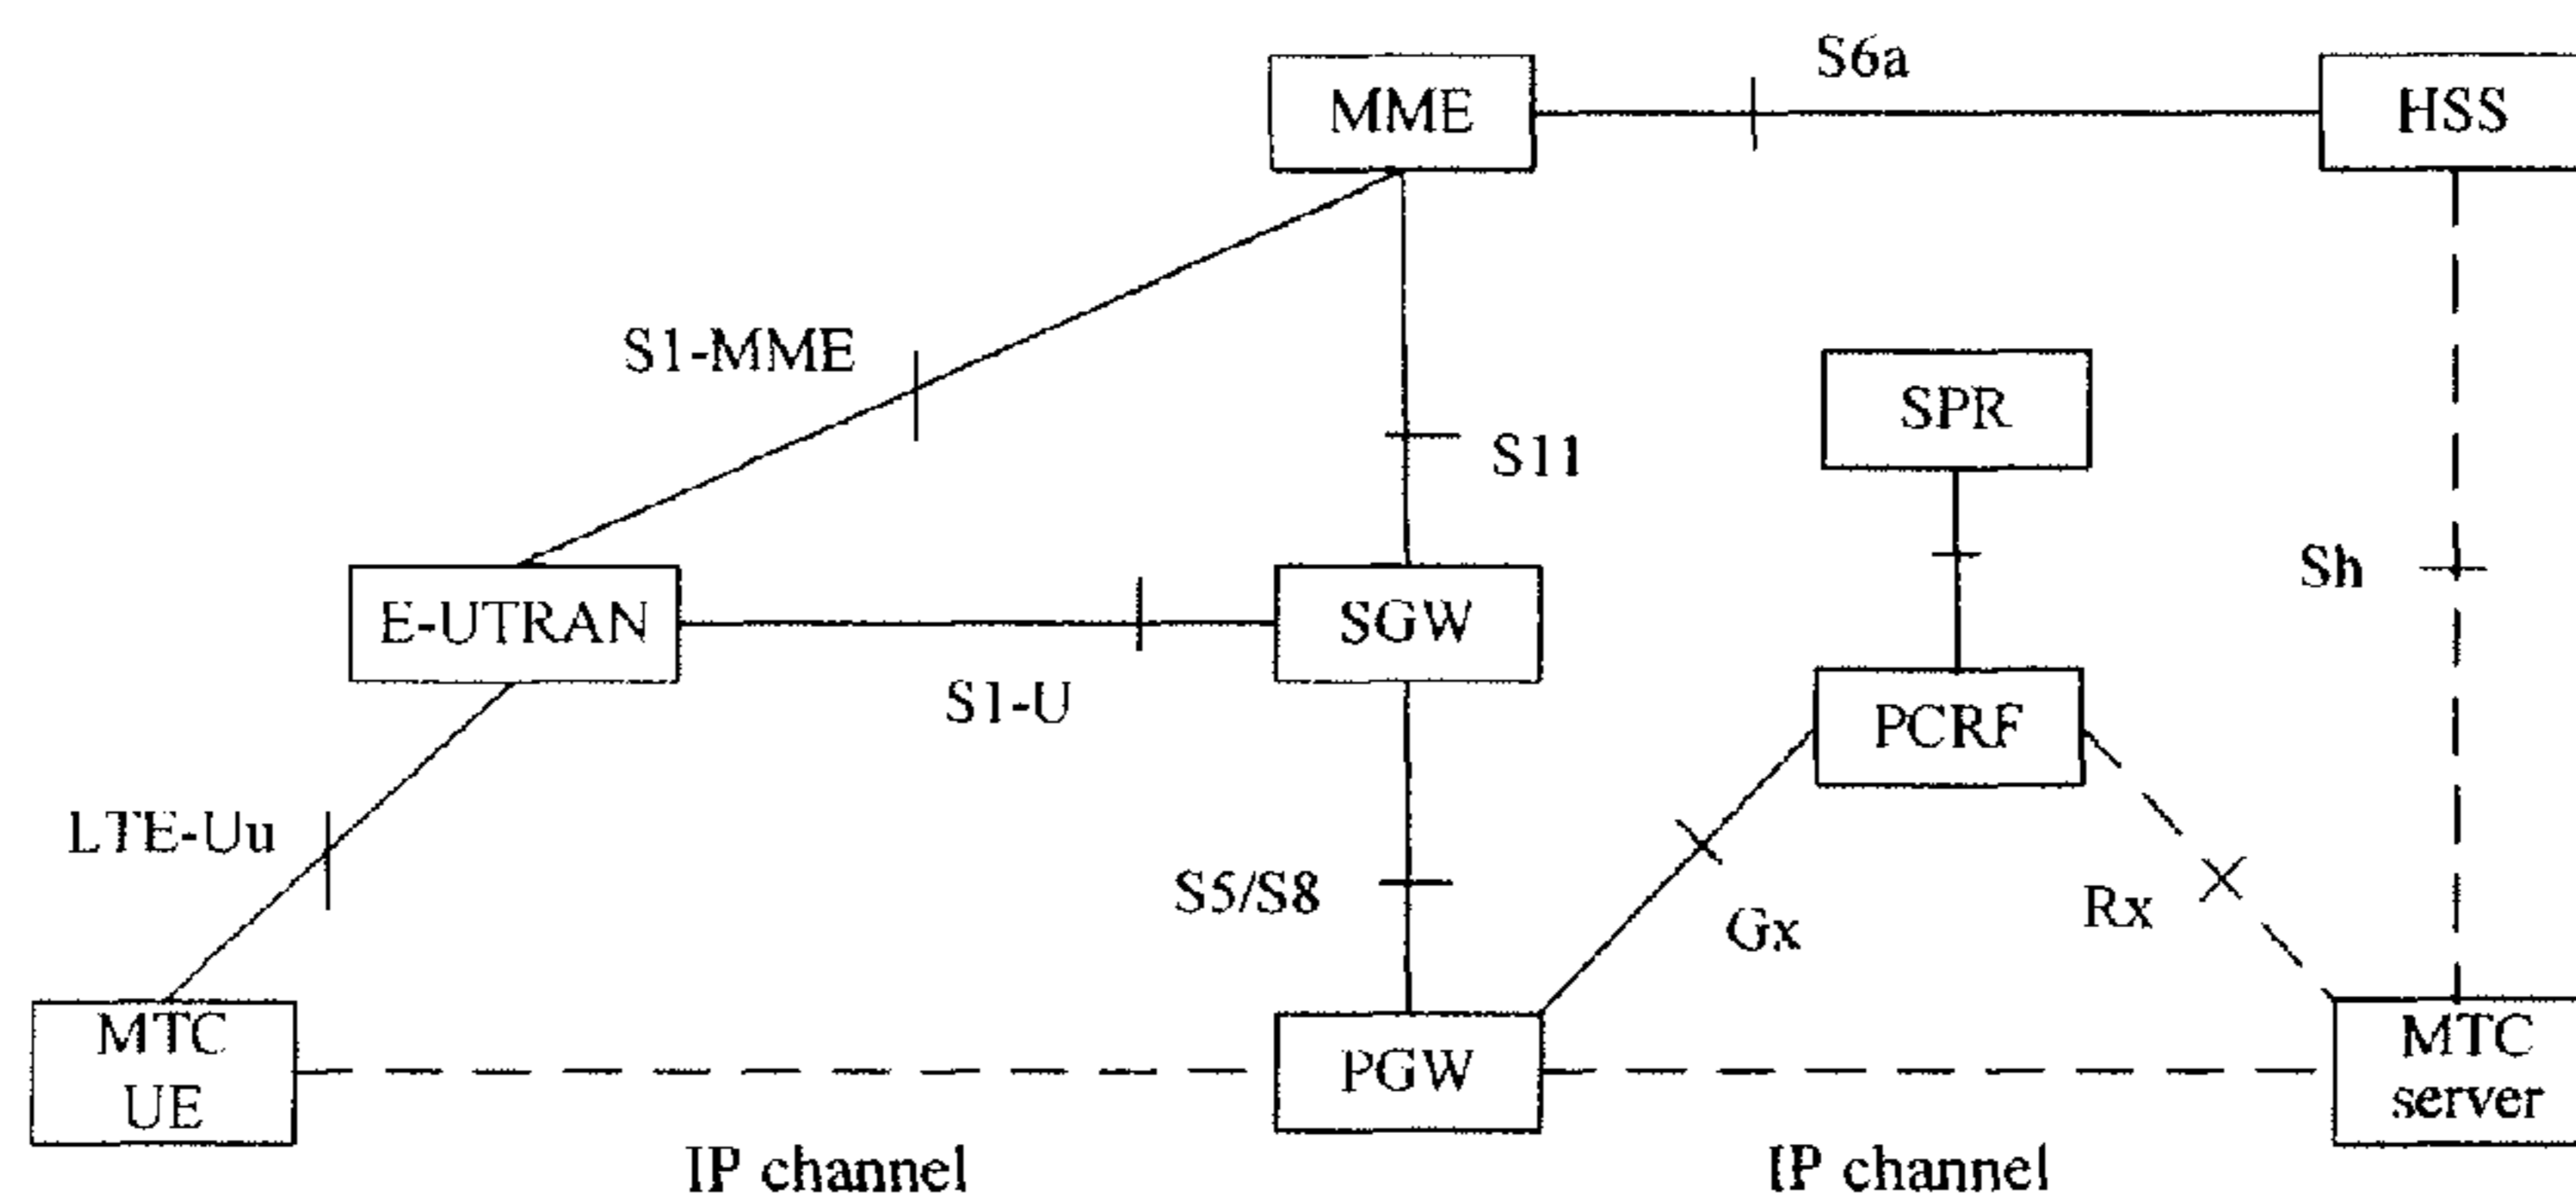 S6a
MME
HSS
S1-MME
SPR
S11
Sh
E-UTRAN
SGW
S1-U
PCRF
LTE-Uu
S5/S8
Gx
Rx
MTC
UE
PGW
MTC
server
IP channel
IP channel